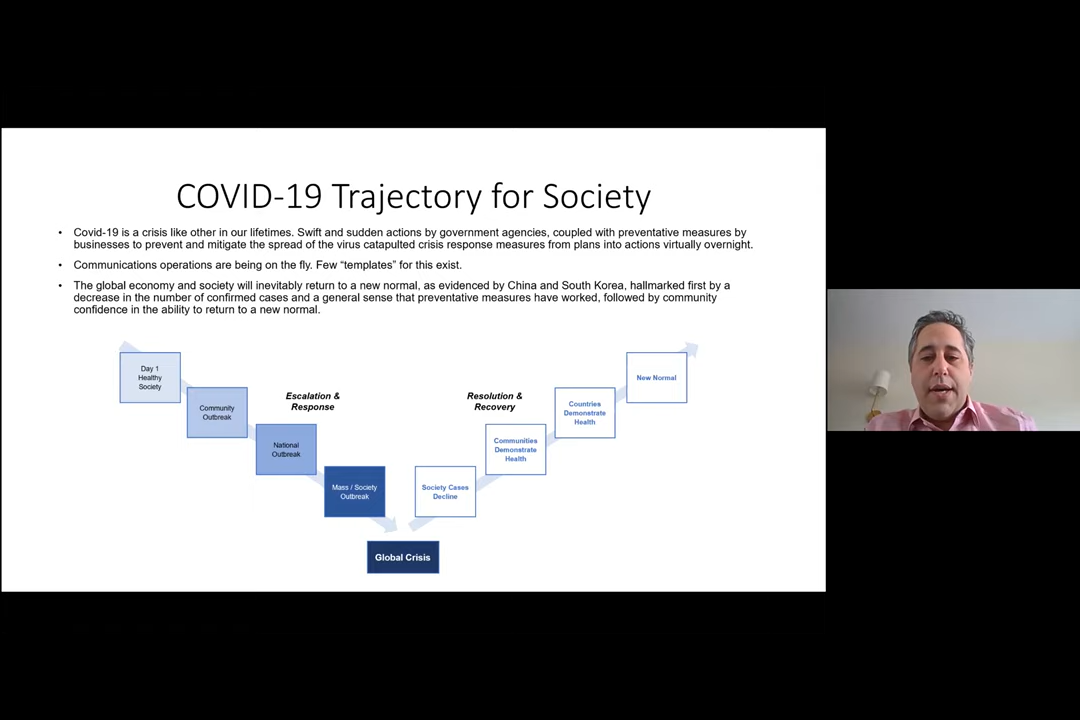 COVID-19 Trajectory for Society
• Covid-19 is a crisis like other in our lifetimes. Swift and sudden actions by government agencies, coupled with preventative measures by
businesses to prevent and mitigate the spread of the virus catapulted crisis response measures from plans into actions virtually overnight.
• Communications operations are being on the fly. Few “templates” for this exist.
• The global economy and society will inevitably return to a new normal, as evidenced by China and South Korea, hallmarked first by a
decrease in the number of confirmed cases and a general sense that preventative measures have worked, followed by community
confidence in the ability to return to a new normal.
Day 1
Healthy
Society
Community
Outbreak
National
Outbreak
Mass / Society
Outbreak
Escalation &
Response
Global Crisis
Resolution &
Recovery
Society Cases
Decline
Communities
Demonstrate
Health
Countries
Demonstrate
Health
New Normal